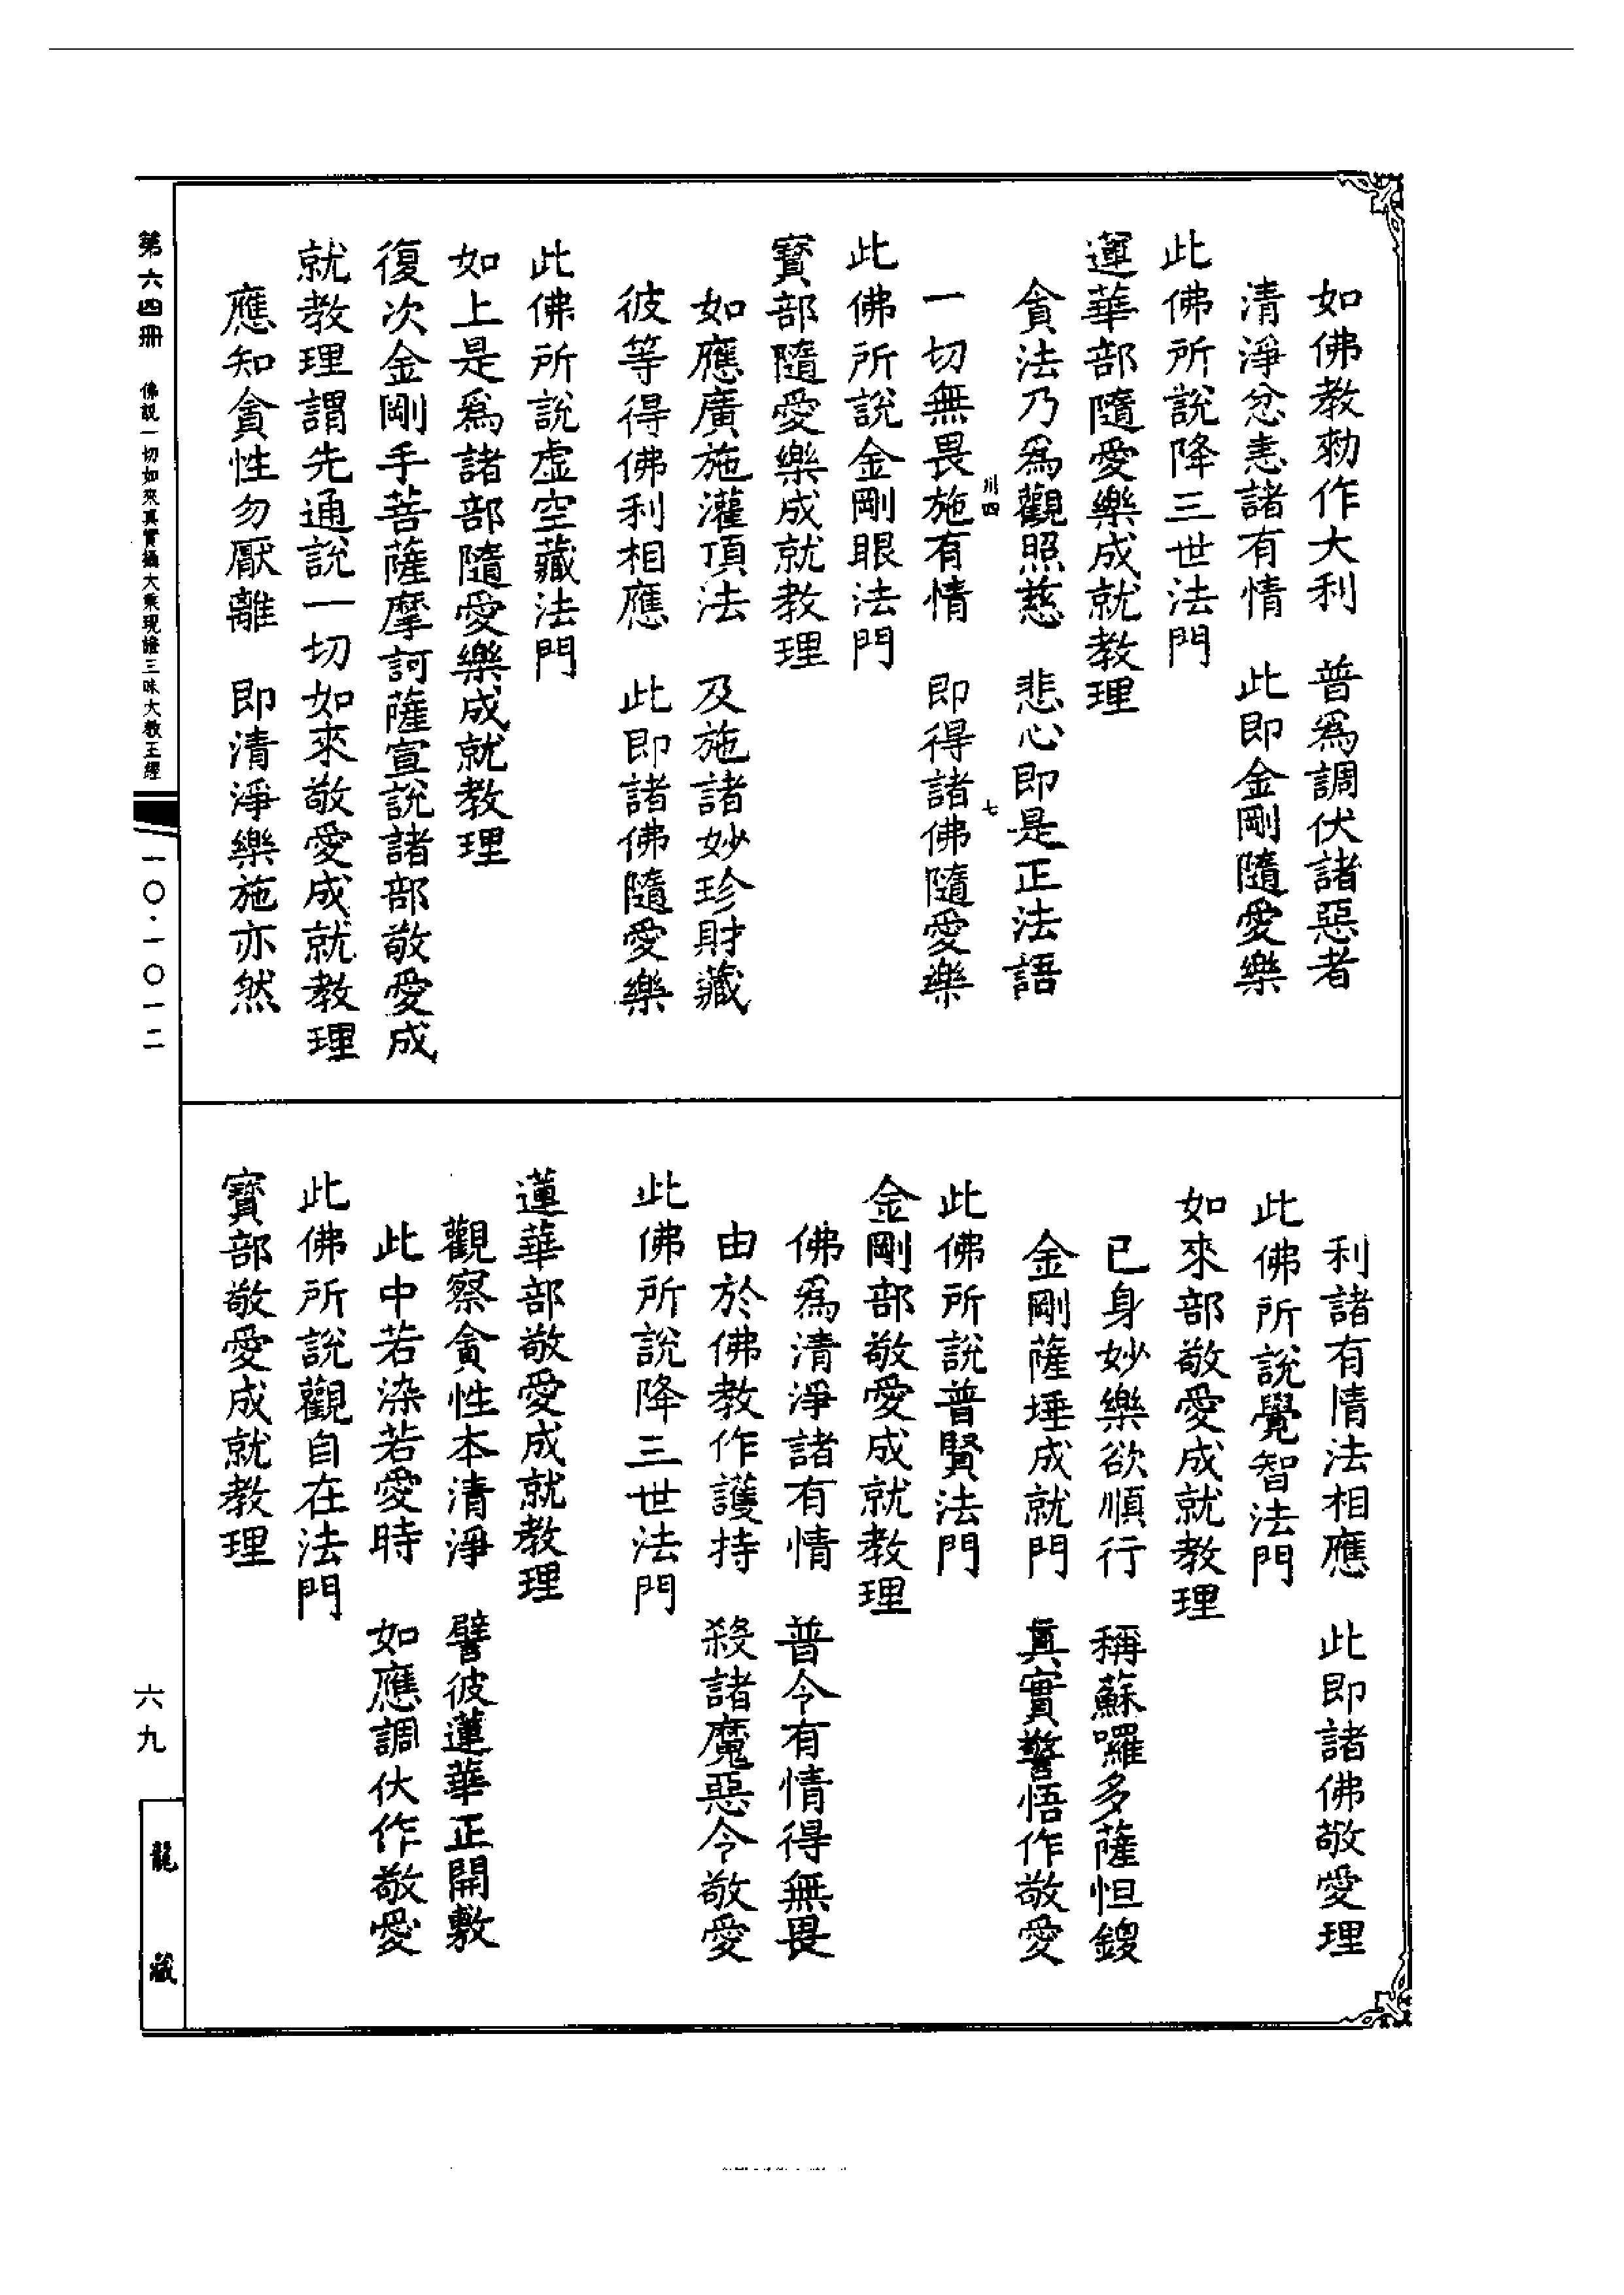 如佛教勑作大利　普爲調伏諸惡者
清淨忿恚諸有情　此即金剛隨愛樂
此佛所說降三世法門
蓮華部隨愛樂成就教理
貪法乃爲觀照慈　悲心即是正法語
川四　七
一切無畏施有情　即得諸佛隨愛樂
此佛所說金剛眼法門
寶部隨愛樂成就教理
如應廣施灌頂法　及施諸妙珍財藏
彼等得佛利相應　此即諸佛隨愛樂
此佛所說虛空藏法門
如上是爲諸部隨愛樂成就教理
復次金剛手菩薩摩訶薩宣說諸部敬愛成
就教理謂先通說一切如來敬愛成就教理
應知貪性勿厭離　即清淨樂施亦然
利諸有情法相應　此即諸佛敬愛理
此佛所說覺智法門
如來部敬愛成就教理
已身妙樂欲順行　稱蘇囉多薩怛鑁
金剛薩埵成就門　真實警悟作敬愛
此佛所說普賢法門
金剛部敬愛成就教理
佛爲清淨諸有情　普令有情得無畏
由於佛教作護持　殺諸魔惡令敬愛
此佛所說降三世法門
蓮華部敬愛成就教理
觀察貪性本清淨　譬彼蓮華正開敷
此中若染若愛時　如應調伏作敬愛
此佛所說觀自在法門
寶部敬愛成就教理
第六四冊　佛說一切如來真實攝大乘現證三昧大教王經　一〇·一〇一二
六九
龍藏